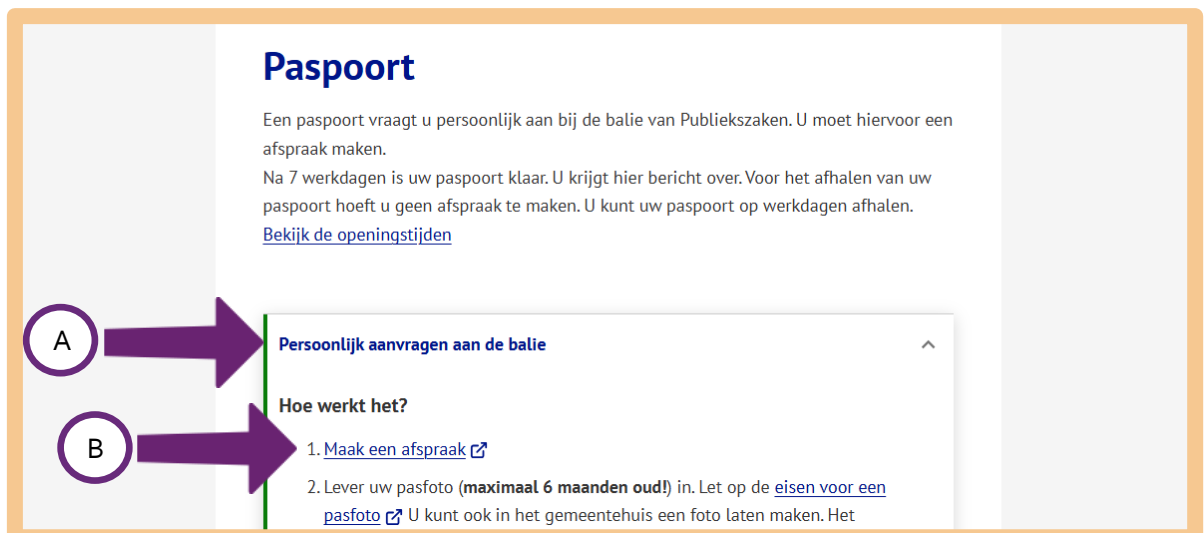 Paspoort
Een paspoort vraagt u persoonlijk aan bij de balie van Publiekszaken. U moet hiervoor een
afspraak maken.
Na 7 werkdagen is uw paspoort klaar. U krijgt hier bericht over. Voor het afhalen van uw
paspoort hoeft u geen afspraak te maken. U kunt uw paspoort op werkdagen afhalen.
Bekijk de openingstijden
A
Persoonlijk aanvragen aan de balie
Hoe werkt het?
B
1. Maak een afspraak
2. Lever uw pasfoto (maximaal 6 maanden oud!) in. Let op de eisen voor een
pasfoto U kunt ook in het gemeentehuis een foto laten maken. Het